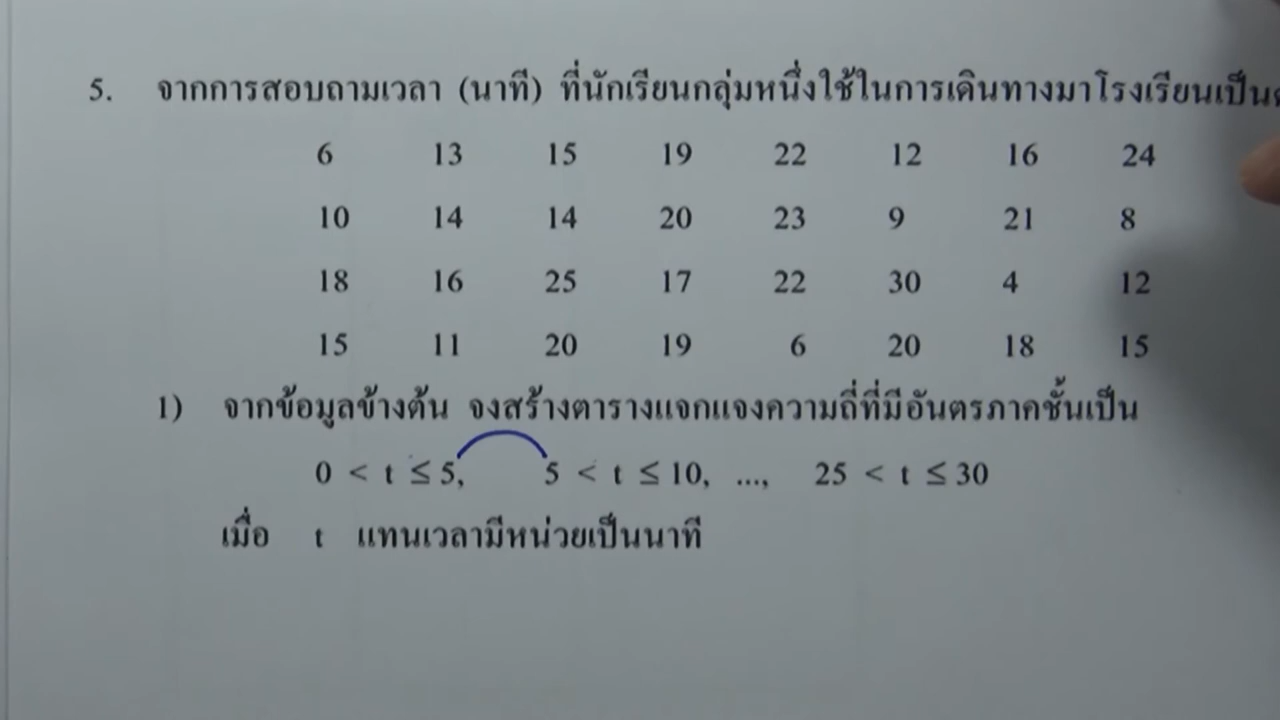 5. จากการสอบถามเวลา (นาที) ที่นักเรียนกลุ่มหนึ่งใช้ในการเดินทางมาโรงเรียนเป็น
6 13 15 19 22 12 16 24
10 14 14 20 23 9 21 8
18 16 25 17 22 30 4 12
15 11 20 19 6 20 18 15
1) จากข้อมูลข้างต้น จงสร้างตารางแจกแจงความถี่ที่มีอันตรภาคชั้นเป็น
0 < t ≤ 5, 5 < t ≤ 10, ..., 25 < t ≤ 30
เมื่อ t แทนเวลามีหน่วยเป็นนาที